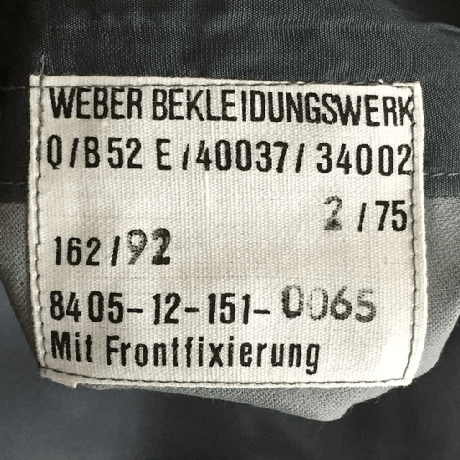 WEBER BEKLEIDUNGSWERK
Q/B52 E/40037/34002
2/75
162/92
8405-12-151-0065
Mit Frontfixierung